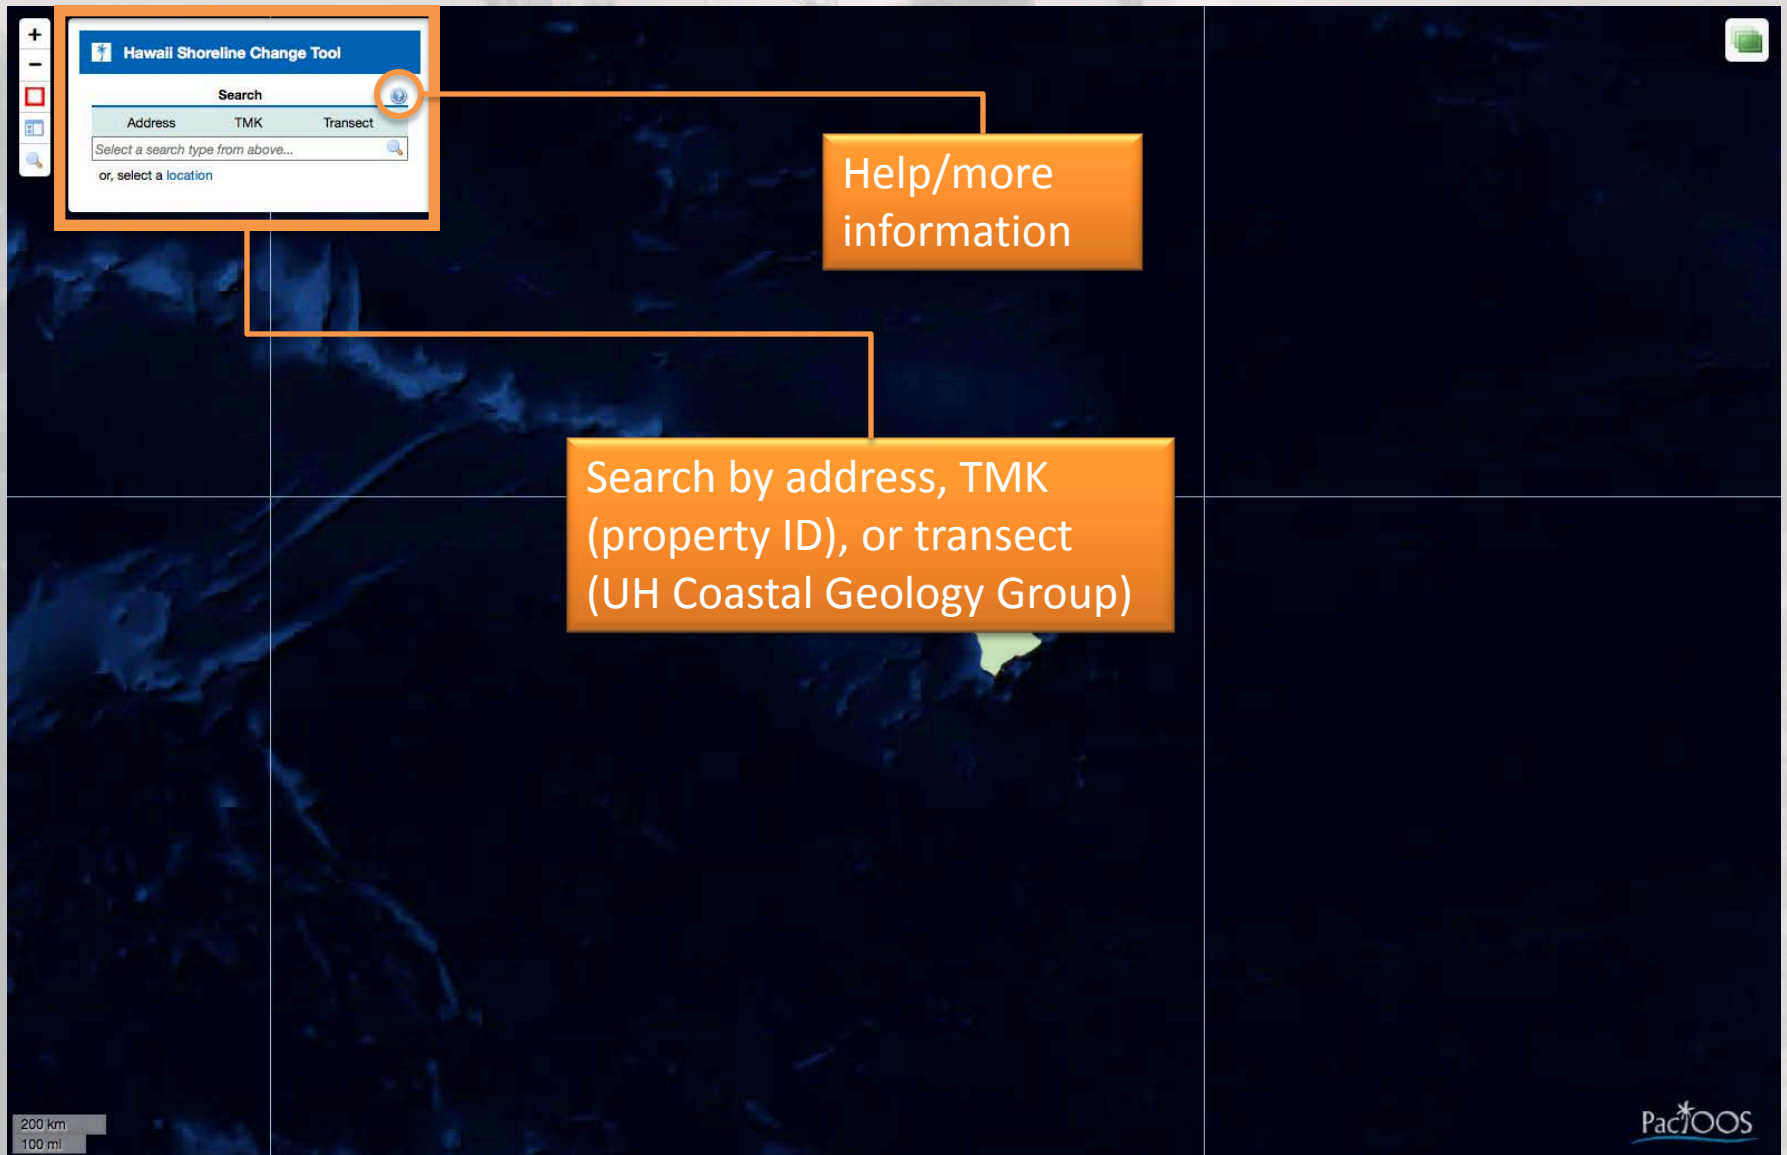 +
Hawaii Shoreline Change Tool
−
Search
?
Address TMK Transect
Select a search type from above...
or, select a location
Help/more
information
Search by address, TMK
(property ID), or transect
(UH Coastal Geology Group)
200 km
100 mi
PacIOOS